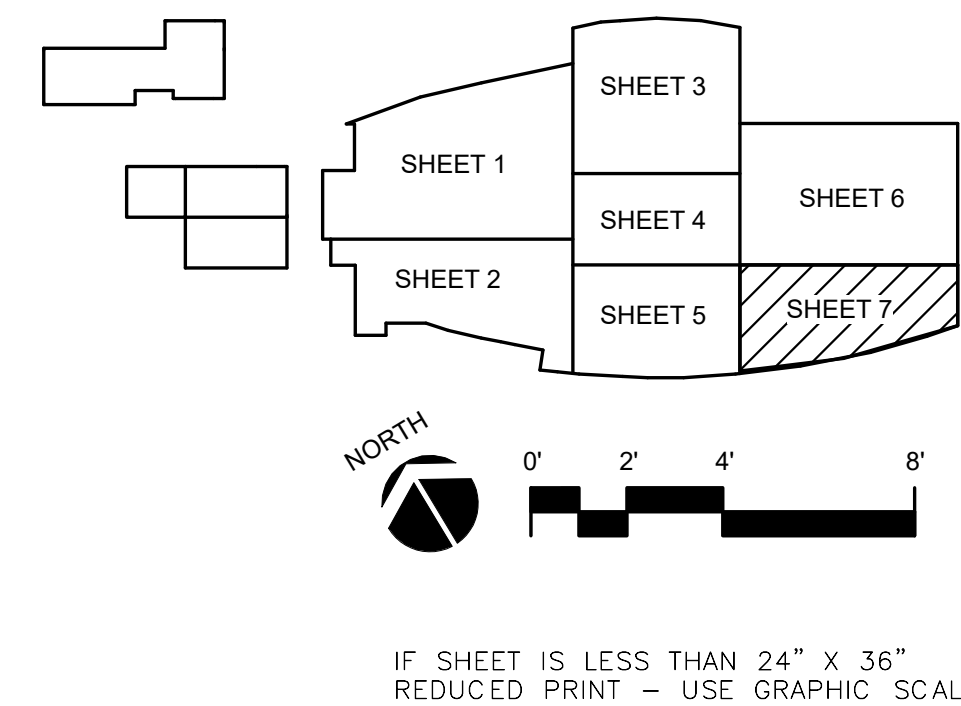 SHEET 3
SHEET 1
SHEET 6
SHEET 4
SHEET 2
SHEET 7
SHEET 5
NORTH
0' 2' 4' 8'
IF SHEET IS LESS THAN 24” X 36”
REDUCED PRINT – USE GRAPHIC SCAL